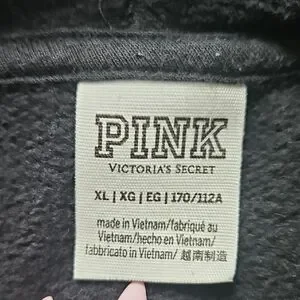 PINK
VICTORIA'S SECRET
XL | XG | EG | 170/112A
made in Vietnam/fabriqué au
Vietnam/hecho en Vietnam/
fabbricato in Vietnam / 越南制造